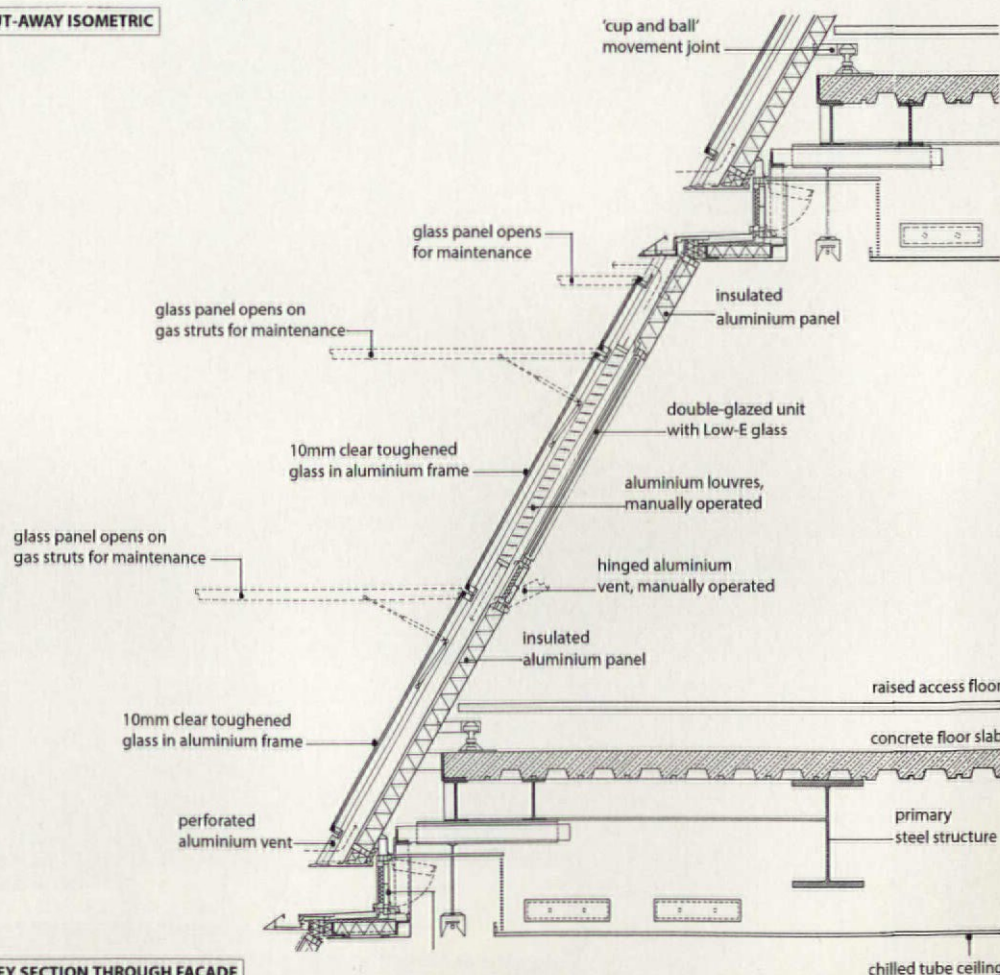 UT-AWAY ISOMETRIC
'cup and ball'
movement joint
glass panel opens
for maintenance
insulated
aluminium panel
glass panel opens on
gas struts for maintenance
double-glazed unit
with Low-E glass
10mm clear toughened
glass in aluminium frame
aluminium louvres,
manually operated
glass panel opens on
gas struts for maintenance
hinged aluminium
vent, manually operated
insulated
aluminium panel
raised access floor
10mm clear toughened
glass in aluminium frame
concrete floor slab
perforated
aluminium vent
primary
steel structure
EY SECTION THROUGH FACADE
chilled tube ceiling